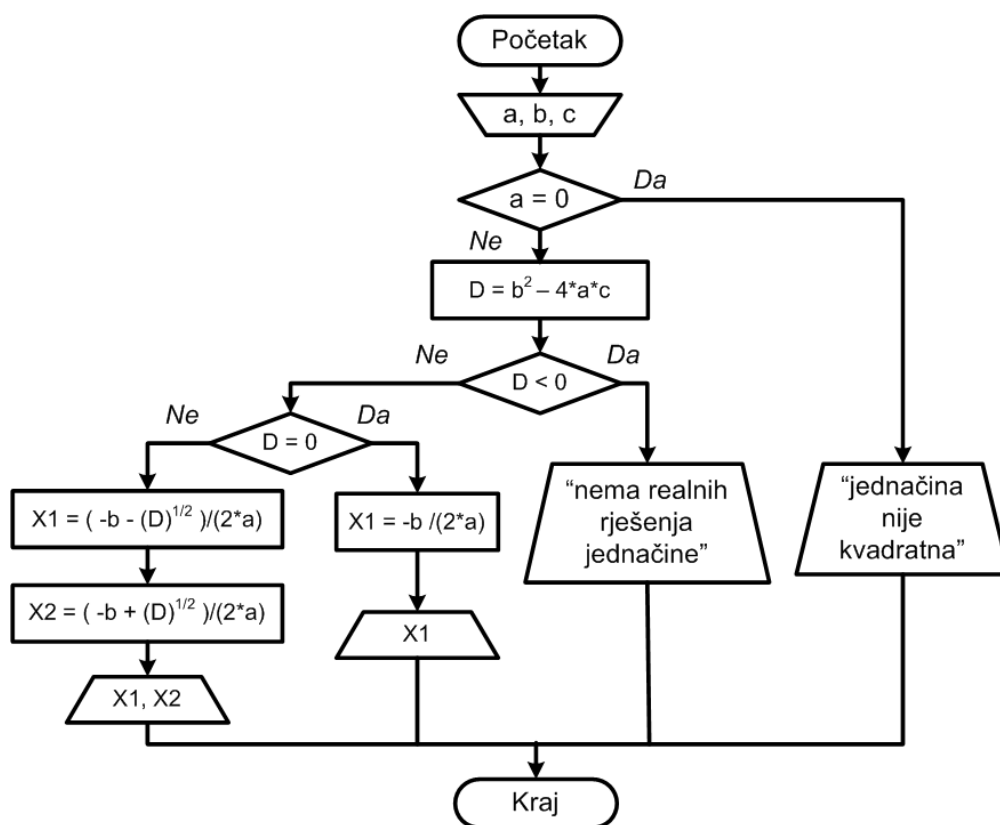 Početak
a, b, c
a = 0
Da
Ne
D = b² – 4*a*c
Ne
D < 0
Da
Ne
D = 0
Da
X1 = ( -b - (D)^1/2 )/(2*a)
X2 = ( -b + (D)^1/2 )/(2*a)
X1, X2
X1 = -b /(2*a)
X1
“nema realnih
rješenja
jednačine”
“jednačina
nije
kvadratna”
Kraj